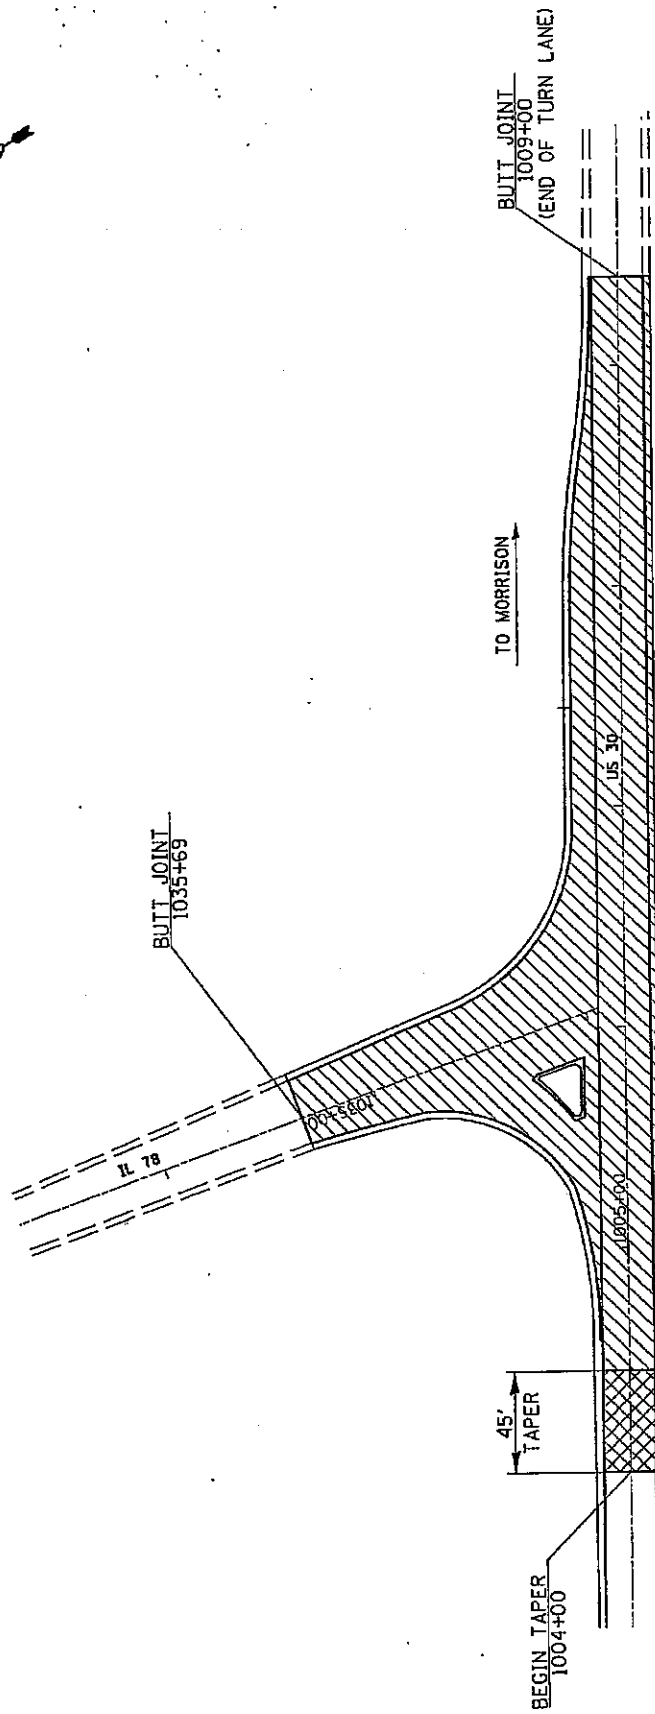 BUTT JOINT
1009+00
(END OF TURN LANE)
TO MORRISON
US 30
BUTT JOINT
1035+69
1035+00
IL 78
1005+00
45'
TAPER
BEGIN TAPER
1004+00